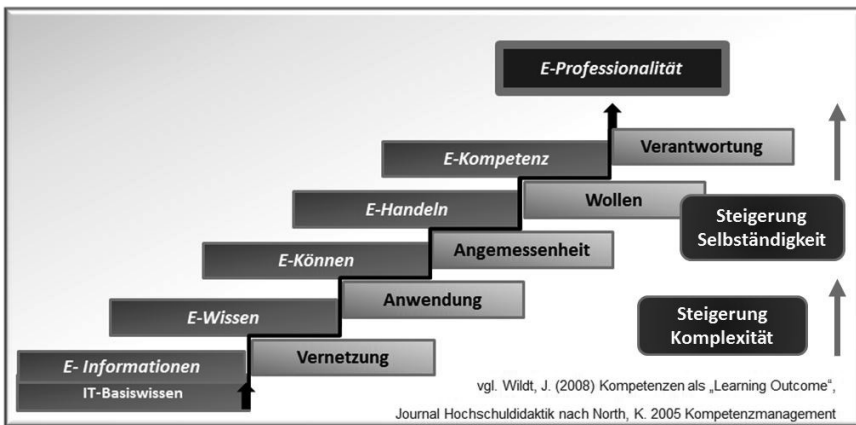 E-Professionalität
E-Kompetenz
Verantwortung
E-Handeln
Wollen
Steigerung
Selbständigkeit
E-Können
Angemessenheit
E-Wissen
Anwendung
Steigerung
Komplexität
E- Informationen
Vernetzung
IT-Basiswissen
vgl. Wildt, J. (2008) Kompetenzen als „Learning Outcome“,
Journal Hochschuldidaktik nach North, K. 2005 Kompetenzmanagement